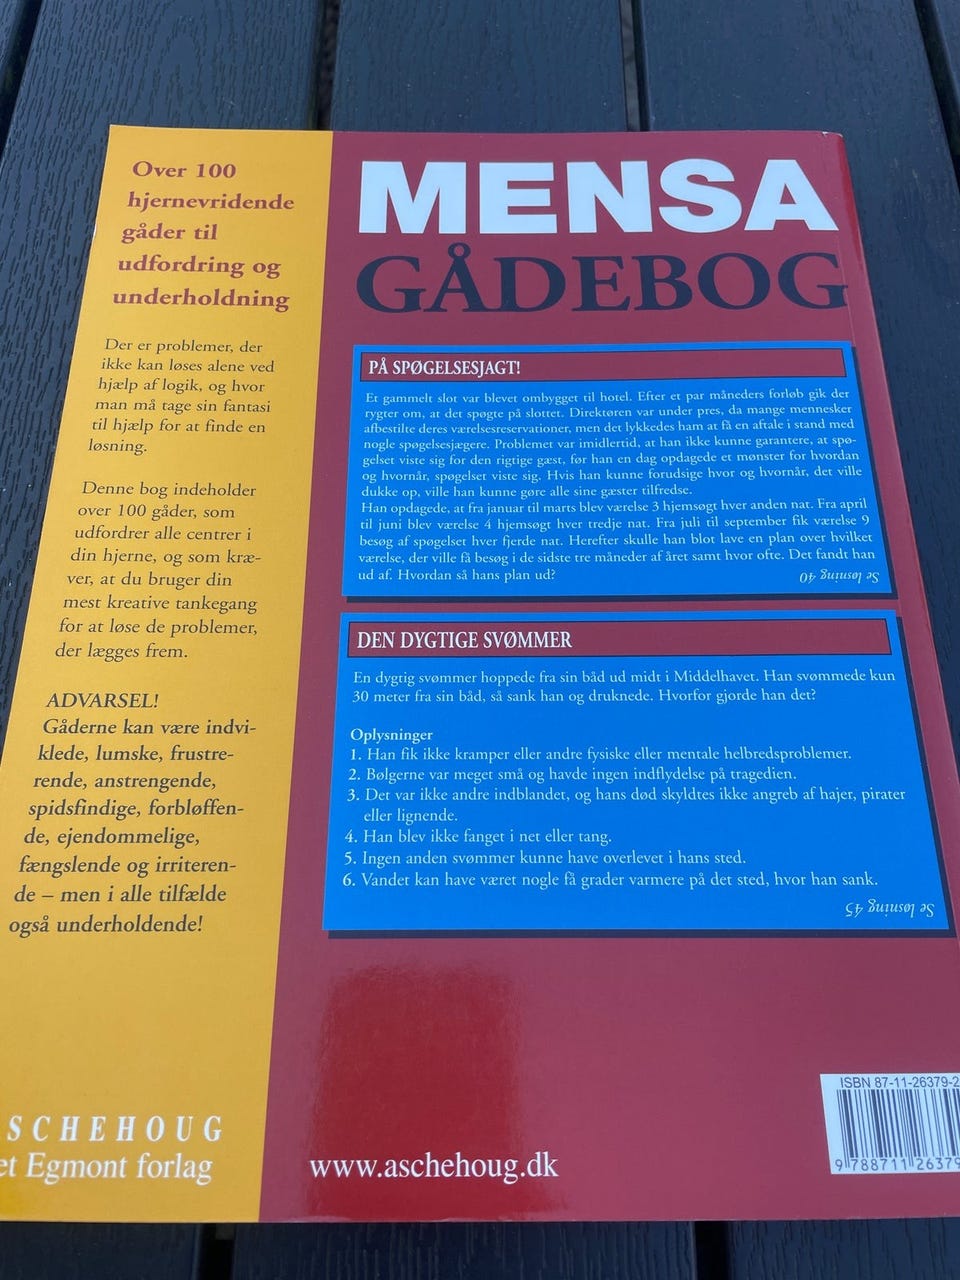 Over 100
hjernevridende
gåder til
udfordring og
underholdning
Der er problemer, der
ikke kan løses alene ved
hjælp af logik, og hvor
man må tage sin fantasi
til hjælp for at finde en
løsning.
Denne bog indeholder
over 100 gåder, som
udfordrer alle centrer i
din hjerne, og som kræ-
ver, at du bruger din
mest kreative tankegang
for at løse de problemer,
der lægges frem.
ADVARSEL!
Gåderne kan være indvi-
klede, lumske, frustre-
rende, anstrengende,
spidsfindige, forbløffen-
de, ejendommelige,
fængslende og irriteren-
de – men i alle tilfælde
også underholdende!
SCHEHOUG
et Egmont forlag
MENSA
GÅDEBOG
PÅ SPØGELSESJAGT!
Et gammelt slot var blevet ombygget til hotel. Efter et par måneders forløb gik der
rygter om, at det spøgte på slottet. Direktøren var under pres, da mange mennesker
afbestilte deres værelsesreservationer, men det lykkedes ham at få en aftale i stand med
nogle spøgelsesjægere. Problemet var imidlertid, at han ikke kunne garantere, at spø-
gelset viste sig for den rigtige gæst, før han en dag opdagede et mønster for hvordan
og hvornår, spøgelset viste sig. Hvis han kunne forudsige hvor og hvornår, det ville
dukke op, ville han kunne gøre alle sine gæster tilfredse.
Han opdagede, at fra januar til marts blev værelse 3 hjemsøgt hver anden nat. Fra april
til juni blev værelse 4 hjemsøgt hver tredje nat. Fra juli til september fik værelse 9
besøg af spøgelset hver fjerde nat. Herefter skulle han blot lave en plan over hvilket
værelse, der ville få besøg i de sidste tre måneder af året samt hvor ofte. Det fandt han
ud af. Hvordan så hans plan ud?
Se løsning 40
DEN DYGTIGE SVØMMER
En dygtig svømmer hoppede fra sin båd ud midt i Middelhavet. Han svømmede kun
30 meter fra sin båd, så sank han og druknede. Hvorfor gjorde han det?
Oplysninger
1. Han fik ikke kramper eller andre fysiske eller mentale helbredsproblemer.
2. Bølgerne var meget små og havde ingen indflydelse på tragedien.
3. Det var ikke andre indblandet, og hans død skyldtes ikke angreb af hajer, pirater
eller lignende.
4. Han blev ikke fanget i net eller tang.
5. Ingen anden svømmer kunne have overlevet i hans sted.
6. Vandet kan have været nogle få grader varmere på det sted, hvor han sank.
Se løsning 45
www.aschehoug.dk
ISBN 87-11-26379-2
9 788711 26379